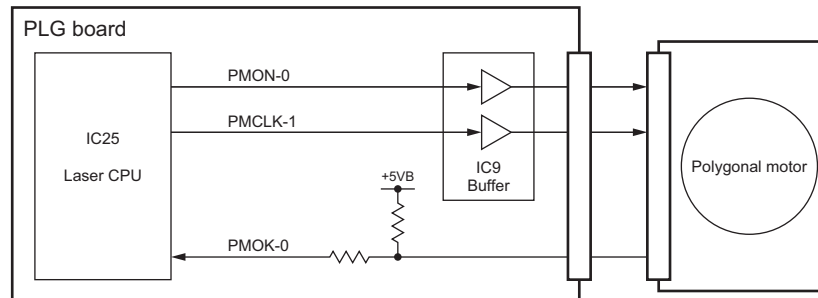 PLG board
PMON-0
PMCLK-1
IC25
Laser CPU
IC9
Buffer
+5VB
PMOK-0
Polygonal motor